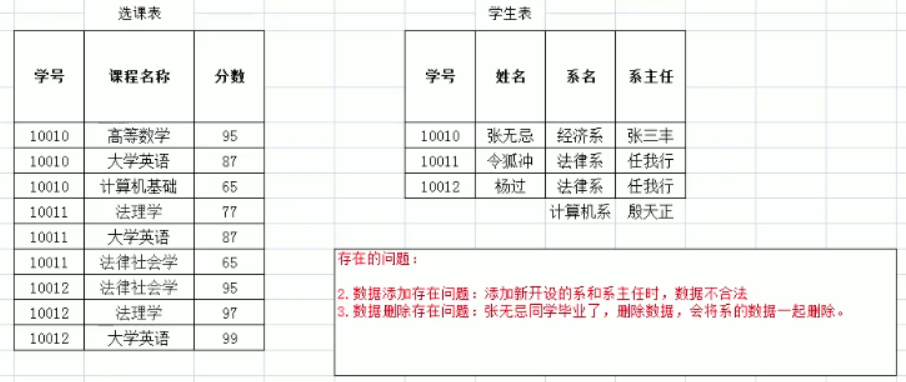 选课表
学号 课程名称 分数
10010 高等数学 95
10010 大学英语 87
10010 计算机基础 65
10011 法理学 77
10011 大学英语 87
10011 法律社会学 65
10012 法律社会学 95
10012 法理学 97
10012 大学英语 99
学生表
学号 姓名 系名 系主任
10010 张无忌 经济系 张三丰
10011 令狐冲 法律系 任我行
10012 杨过 法律系 任我行
计算机系 殷天正
存在的问题：
2.数据添加存在问题：添加新开设的系和系主任时，数据不合法
3.数据删除存在问题：张无忌同学毕业了，删除数据，会将系的数据一起删除。